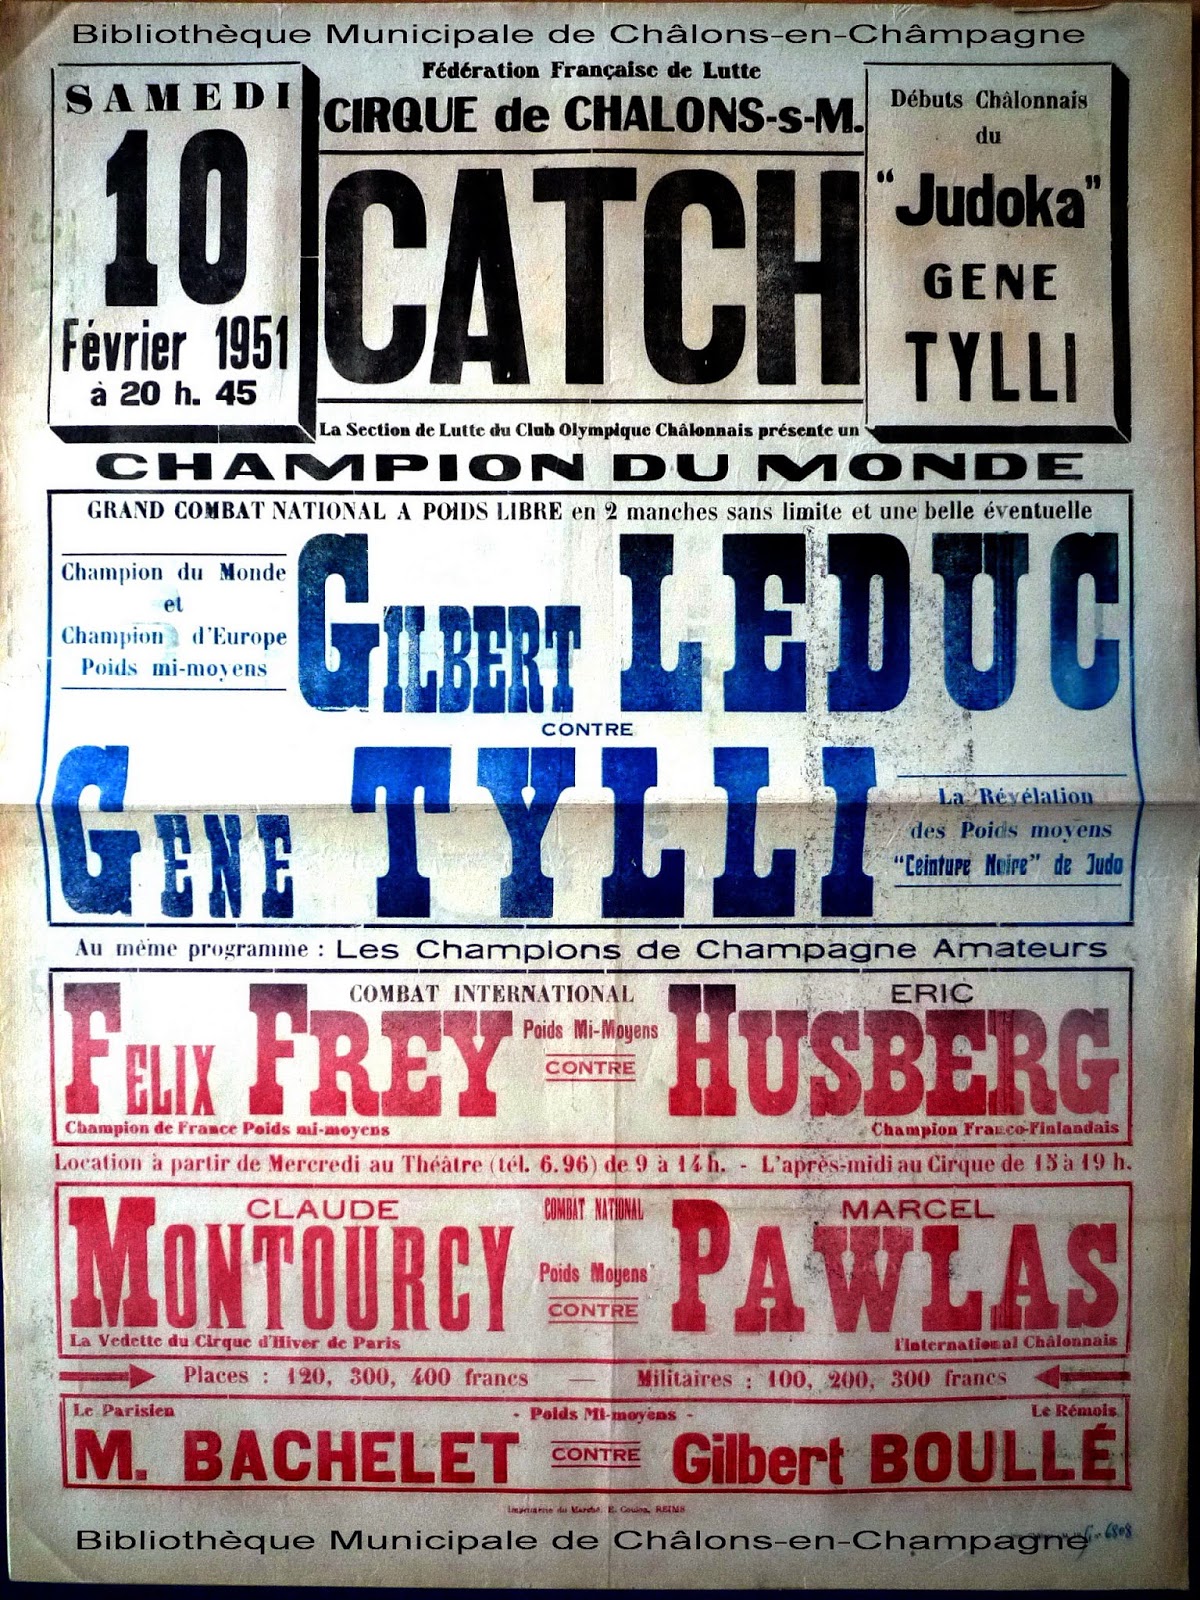 Bibliothèque Municipale de Châlons-en-Châmpagne
SAMEDI
10
Février 1951
à 20 h. 45
Fédération Française de Lutte
CIRQUE de CHALONS-s-M.
CATCH
Débuts Châlonnais
du
"Judoka"
GENE
TYLLI
La Section de Lutte du Club Olympique Châlonnais présente un
CHAMPION DU MONDE
GRAND COMBAT NATIONAL A POIDS LIBRE en 2 manches sans limite et une belle éventuelle
Champion du Monde
et
Champion d'Europe
Poids mi-moyens
GILBERT LEDUC
CONTRE
GENE TYLLI
La Révélation
des Poids moyens
"Ceinture Noire" de Judo
Au même programme : Les Champions de Champagne Amateurs
COMBAT INTERNATIONAL
FELIX FREY
Champion de France Poids mi-moyens
Poids Mi-Moyens
CONTRE
ERIC
HUSBERG
Champion Franco-Finlandais
Location à partir de Mercredi au Théâtre (tél. 6.96) de 9 à 14 h. - L'après-midi au Cirque de 15 à 19 h.
CLAUDE
MONTOURCY
La Vedette du Cirque d'Hiver de Paris
COMBAT NATIONAL
Poids Moyens
CONTRE
MARCEL
PAWLAS
l'International Châlonnais
Places : 120, 300, 400 francs — Militaires : 100, 200, 300 francs
Le Parisien
M. BACHELET
- Poids Mi-moyens -
CONTRE
Le Rémois
Gilbert BOULLÉ
Imprimerie du Marché, E. Coulon, REIMS
Bibliothèque Municipale de Châlons-en-Champagne
6808